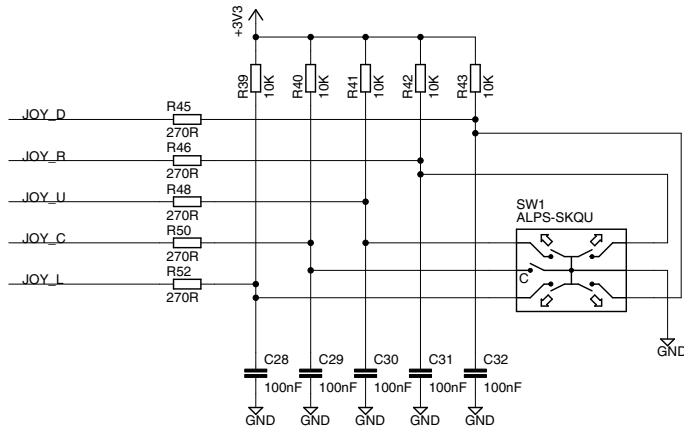 +3V3
R39
10K
R40
10K
R41
10K
R42
10K
R43
10K
JOY_D
R45
270R
JOY_R
R46
270R
JOY_U
R48
270R
JOY_C
R50
270R
JOY_L
R52
270R
SW1
ALPS-SKQU
C
GND
C28
100nF
C29
100nF
C30
100nF
C31
100nF
C32
100nF
GND
GND
GND
GND
GND